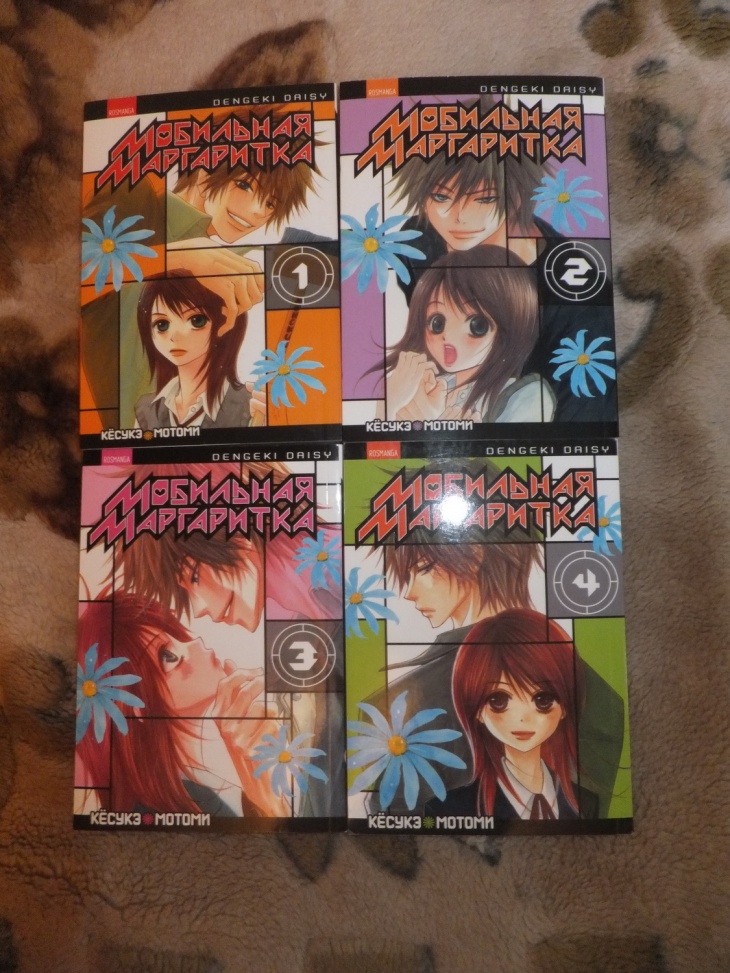 ROSMANGA
DENGEKI DAISY
МОБИЛЬНАЯ
МАРГАРИТКА
1
КЁСУКЭ МОТОМИ
ROSMANGA
DENGEKI DAISY
МОБИЛЬНАЯ
МАРГАРИТКА
2
КЁСУКЭ МОТОМИ
ROSMANGA
DENGEKI DAISY
МОБИЛЬНАЯ
МАРГАРИТКА
3
КЁСУКЭ МОТОМИ
ROSMANGA
DENGEKI DAISY
МОБИЛЬНАЯ
МАРГАРИТКА
4
КЁСУКЭ МОТОМИ